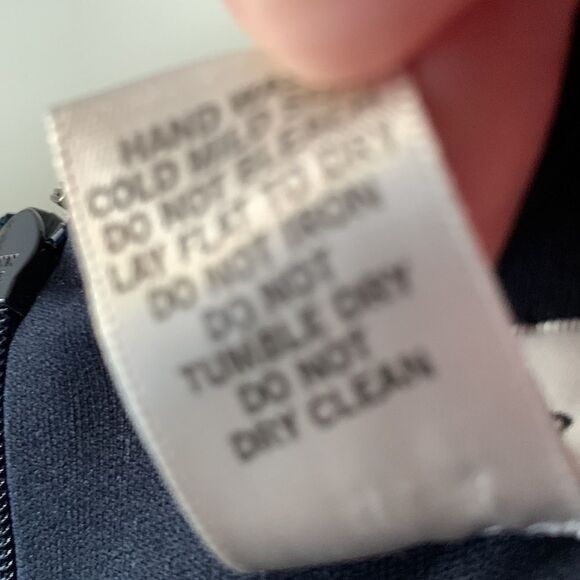 HAND
COLD MILD
DO NOT BLEACH
LAY FLAT TO DRY
DO NOT IRON
DO NOT
TUMBLE DRY
DO NOT
DRY CLEAN